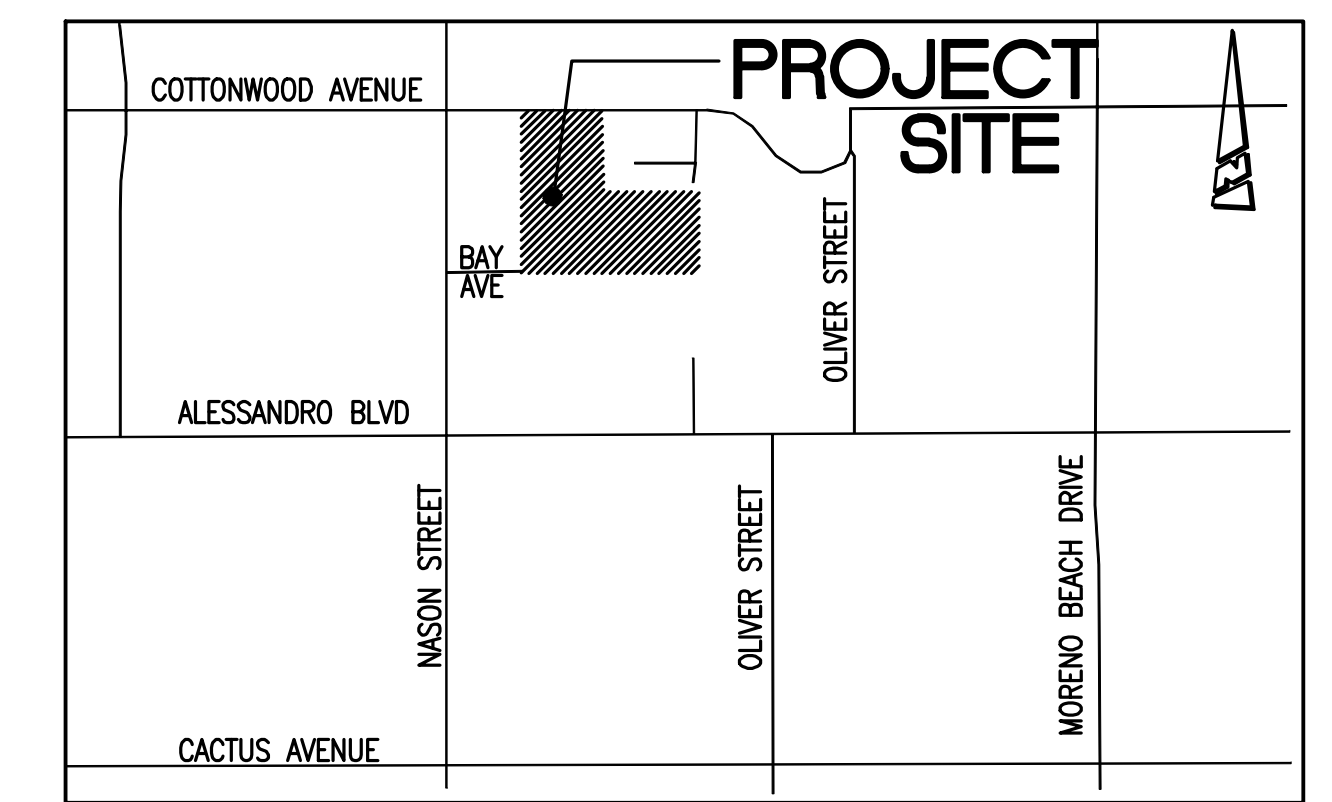 PROJECT
SITE
COTTONWOOD AVENUE
N
BAY
AVE
OLIVER STREET
ALESSANDRO BLVD
NASON STREET
OLIVER STREET
MORENO BEACH DRIVE
CACTUS AVENUE